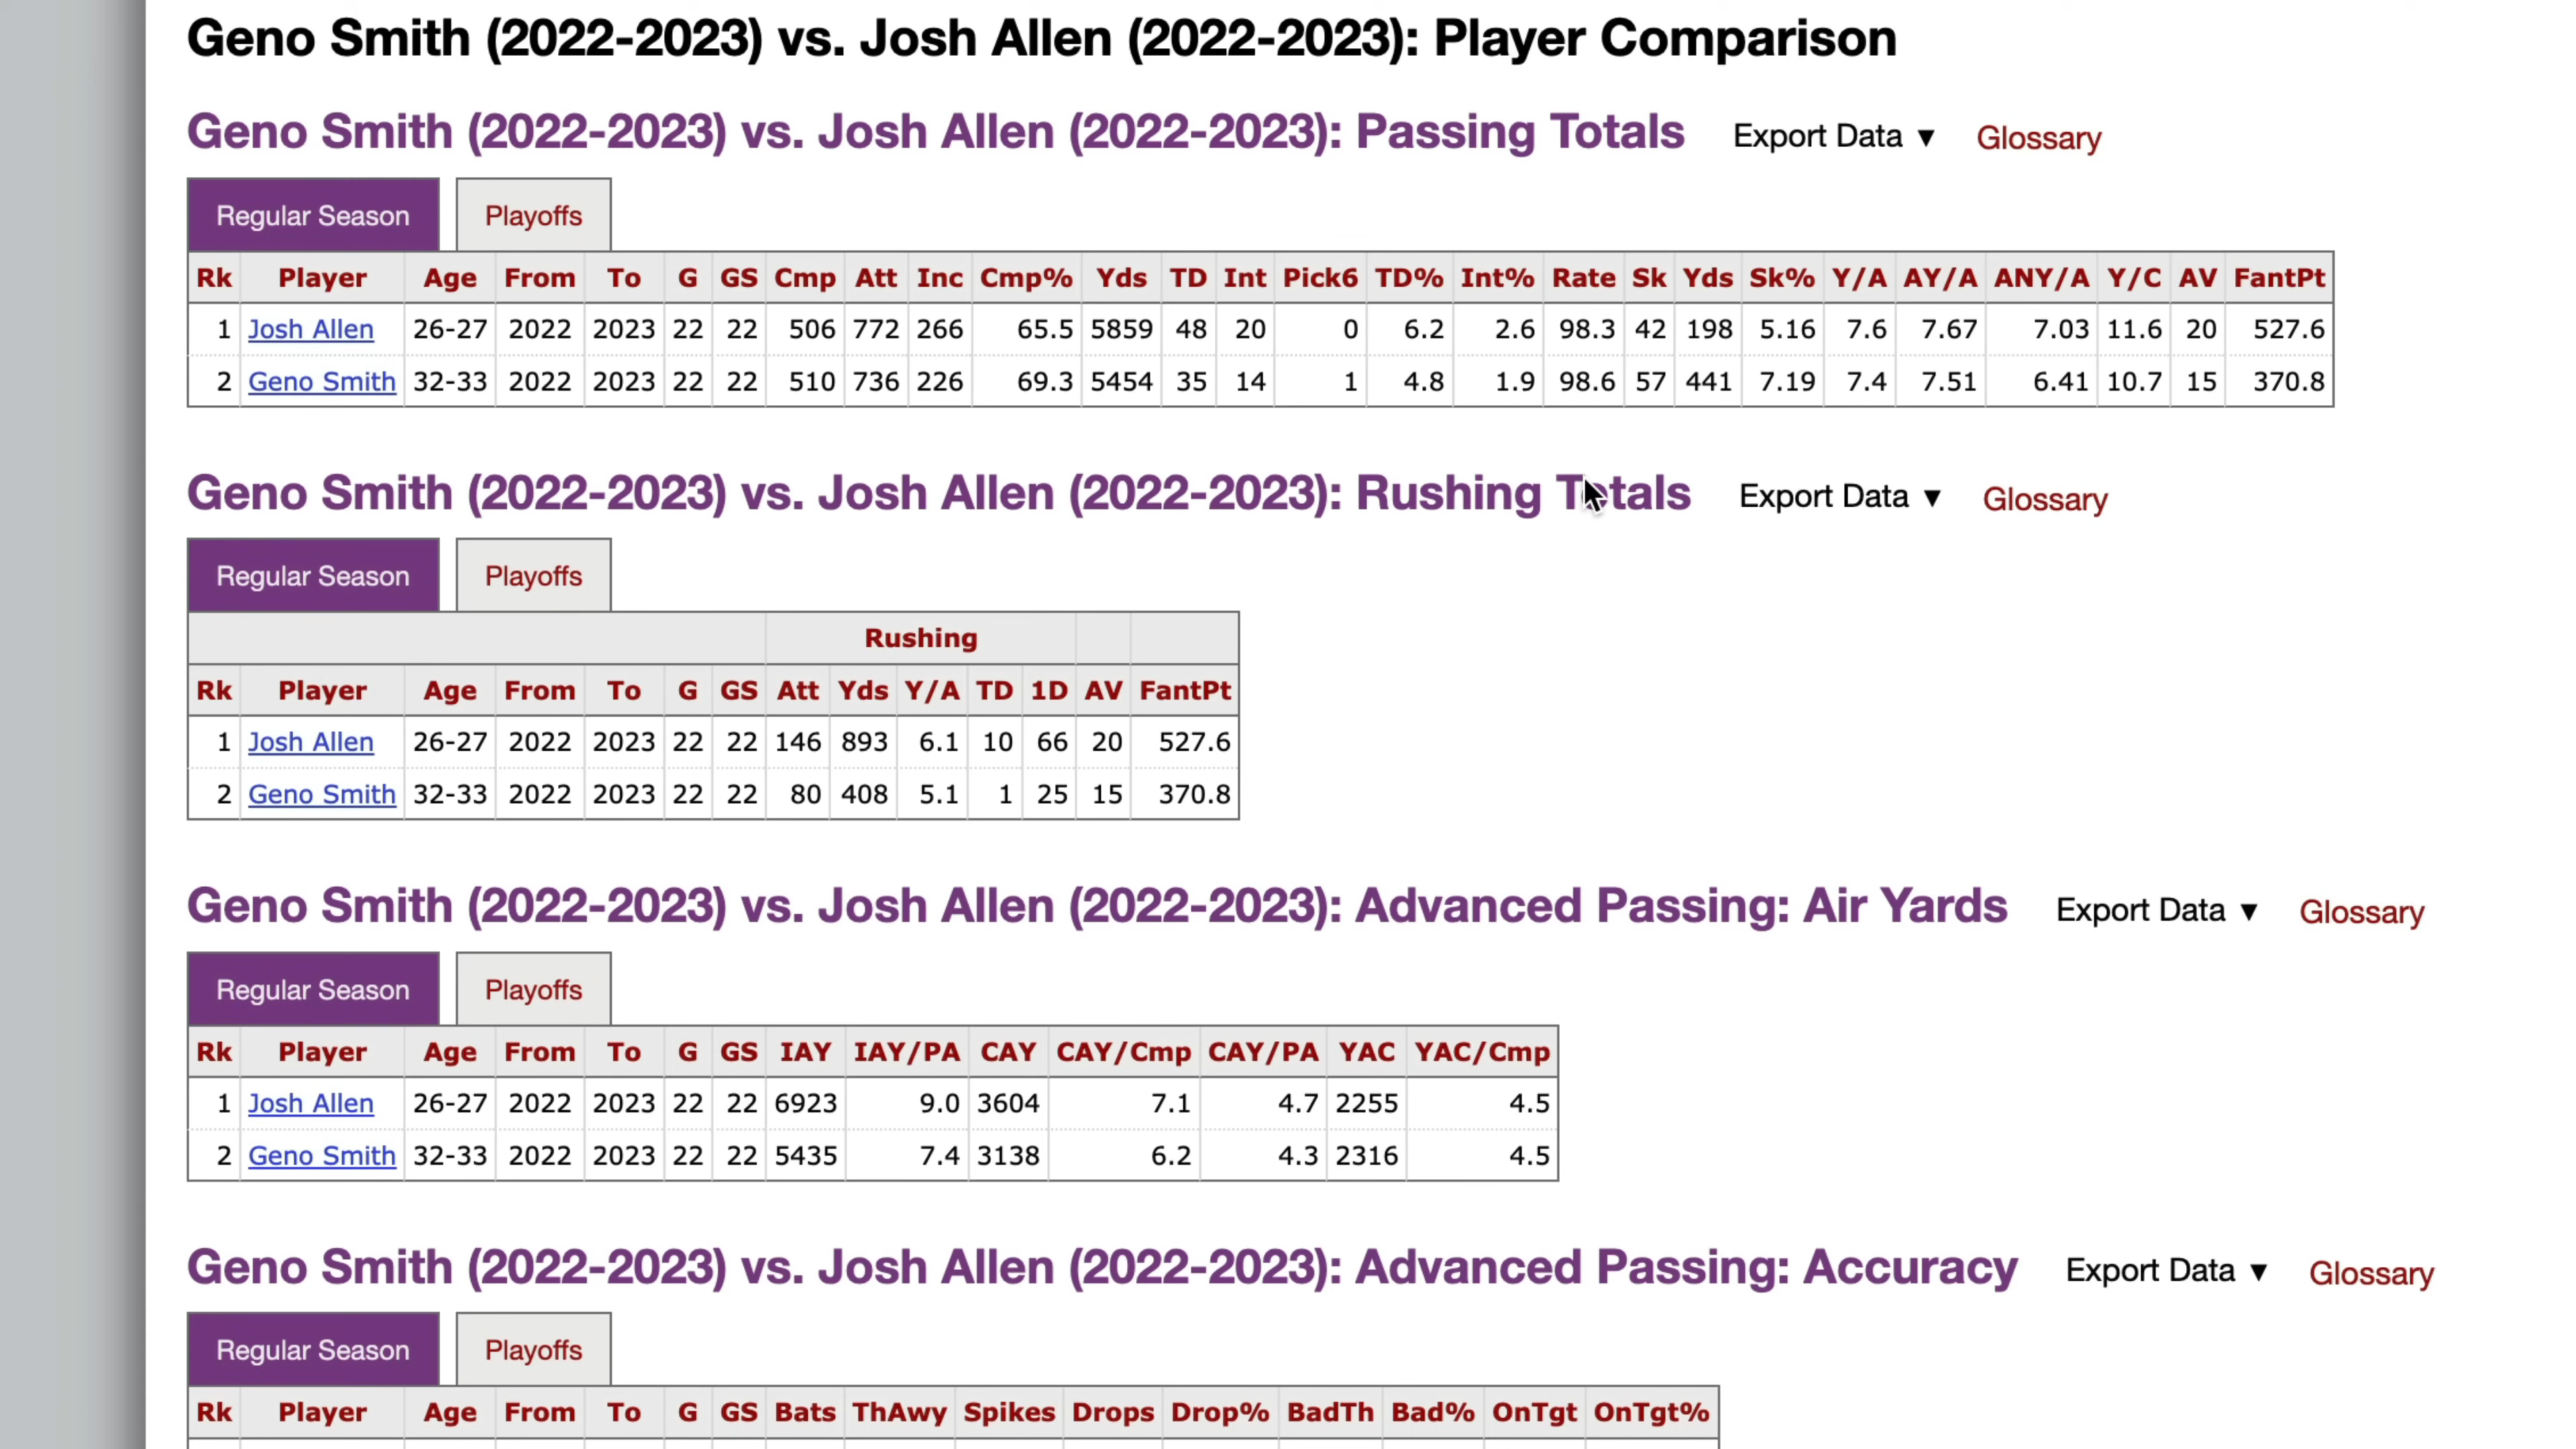 Geno Smith (2022-2023) vs. Josh Allen (2022-2023): Player Comparison
Geno Smith (2022-2023) vs. Josh Allen (2022-2023): Passing Totals Export Data ▼ Glossary
Regular Season Playoffs
Rk Player Age From To G GS Cmp Att Inc Cmp% Yds TD Int Pick6 TD% Int% Rate Sk Yds Sk% Y/A AY/A ANY/A Y/C AV FantPt
1 Josh Allen 26-27 2022 2023 22 22 506 772 266 65.5 5859 48 20 0 6.2 2.6 98.3 42 198 5.16 7.6 7.67 7.03 11.6 20 527.6
2 Geno Smith 32-33 2022 2023 22 22 510 736 226 69.3 5454 35 14 1 4.8 1.9 98.6 57 441 7.19 7.4 7.51 6.41 10.7 15 370.8
Geno Smith (2022-2023) vs. Josh Allen (2022-2023): Rushing Totals Export Data ▼ Glossary
Regular Season Playoffs
Rushing
Rk Player Age From To G GS Att Yds Y/A TD 1D AV FantPt
1 Josh Allen 26-27 2022 2023 22 22 146 893 6.1 10 66 20 527.6
2 Geno Smith 32-33 2022 2023 22 22 80 408 5.1 1 25 15 370.8
Geno Smith (2022-2023) vs. Josh Allen (2022-2023): Advanced Passing: Air Yards Export Data ▼ Glossary
Regular Season Playoffs
Rk Player Age From To G GS IAY IAY/PA CAY CAY/Cmp CAY/PA YAC YAC/Cmp
1 Josh Allen 26-27 2022 2023 22 22 6923 9.0 3604 7.1 4.7 2255 4.5
2 Geno Smith 32-33 2022 2023 22 22 5435 7.4 3138 6.2 4.3 2316 4.5
Geno Smith (2022-2023) vs. Josh Allen (2022-2023): Advanced Passing: Accuracy Export Data ▼ Glossary
Regular Season Playoffs
Rk Player Age From To G GS Bats ThAwy Spikes Drops Drop% BadTh Bad% OnTgt OnTgt%